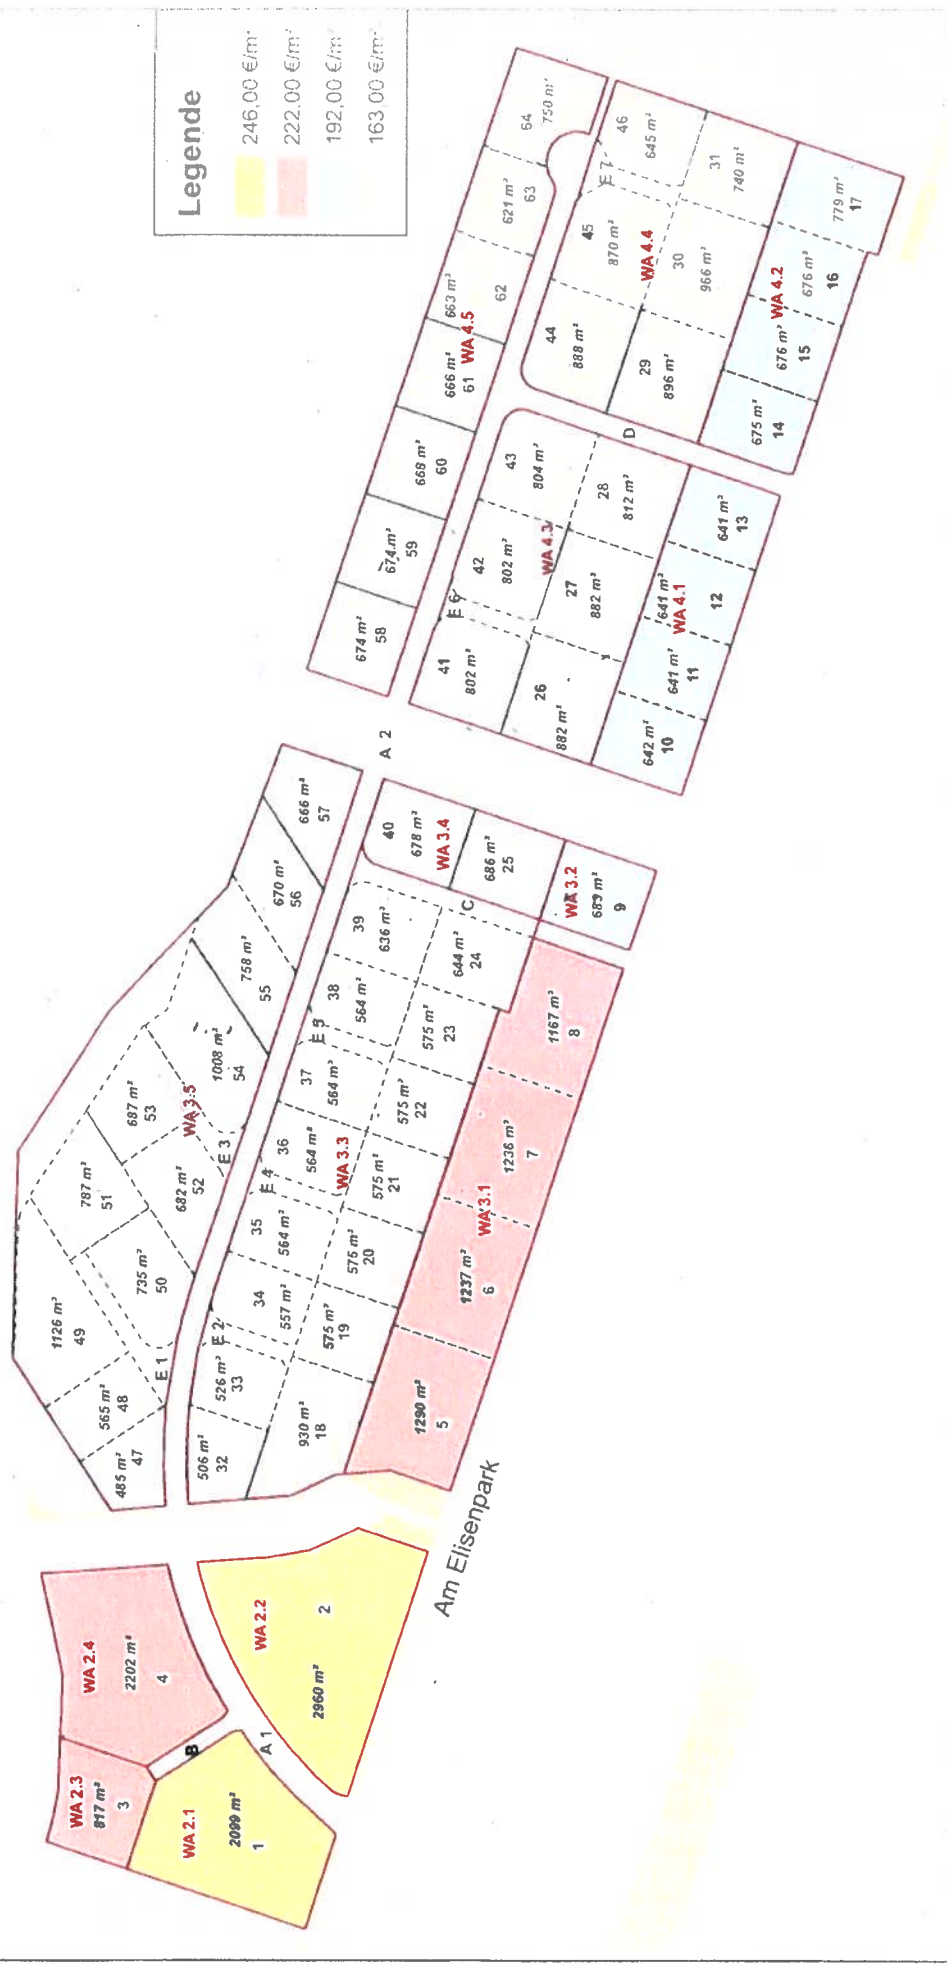 Legende
246,00 €/m²
222,00 €/m²
192,00 €/m²
163,00 €/m²
64
750 m²
621 m²
63
663 m²
62
WA 4.5
666 m²
61
668 m²
60
674 m²
59
674 m²
58
46
645 m²
E 7
31
740 m²
45
870 m²
WA 4.4
30
966 m²
44
888 m²
29
896 m²
779 m²
17
WA 4.2
676 m²
16
676 m²
15
675 m²
14
D
43
804 m²
28
812 m²
42
802 m²
WA 4.3
27
882 m²
E 6
41
802 m²
26
882 m²
641 m²
13
641 m²
WA 4.1
12
641 m²
11
642 m²
10
A 2
666 m²
57
670 m²
56
758 m²
55
1008 m²
54
WA 3.5
687 m²
53
682 m²
52
E 3
787 m²
51
735 m²
50
1126 m²
49
565 m²
48
E 1
485 m²
47
40
678 m²
WA 3.4
686 m²
25
C
WA 3.2
689 m²
9
39
636 m²
644 m²
24
38
564 m²
E 5
575 m²
23
37
564 m²
575 m²
22
36
564 m²
WA 3.3
E 4
575 m²
21
35
564 m²
575 m²
20
34
557 m²
575 m²
19
E 2
526 m²
33
930 m²
18
506 m²
32
1167 m²
8
1236 m²
7
WA 3.1
1237 m²
6
1290 m²
5
Am Elisenpark
WA 2.4
2202 m²
4
WA 2.2
2
2960 m²
B
A 1
WA 2.3
817 m²
3
WA 2.1
2099 m²
1